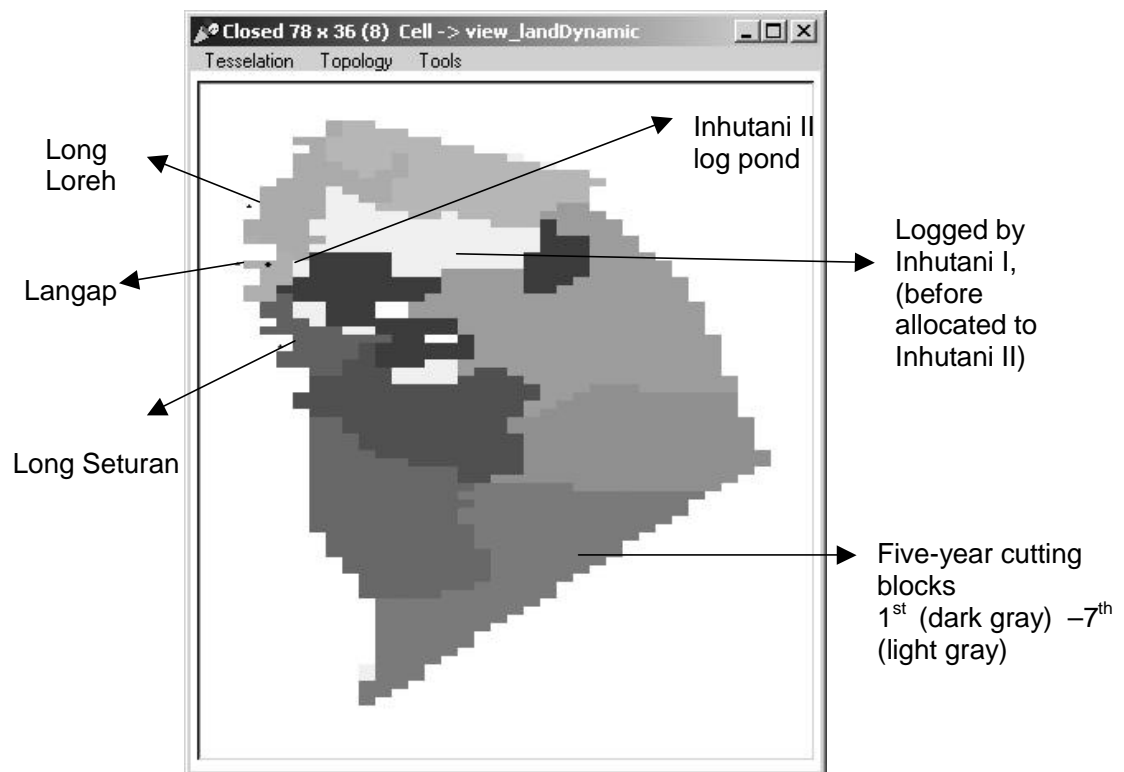 Closed 78 x 36 (8) Cell -> view_landDynamic
Tesselation Topology Tools
Long
Loreh
Inhutani II
log pond
Langap
Logged by
Inhutani I,
(before
allocated to
Inhutani II)
Long Seturan
Five-year cutting
blocks
1st (dark gray) –7th
(light gray)